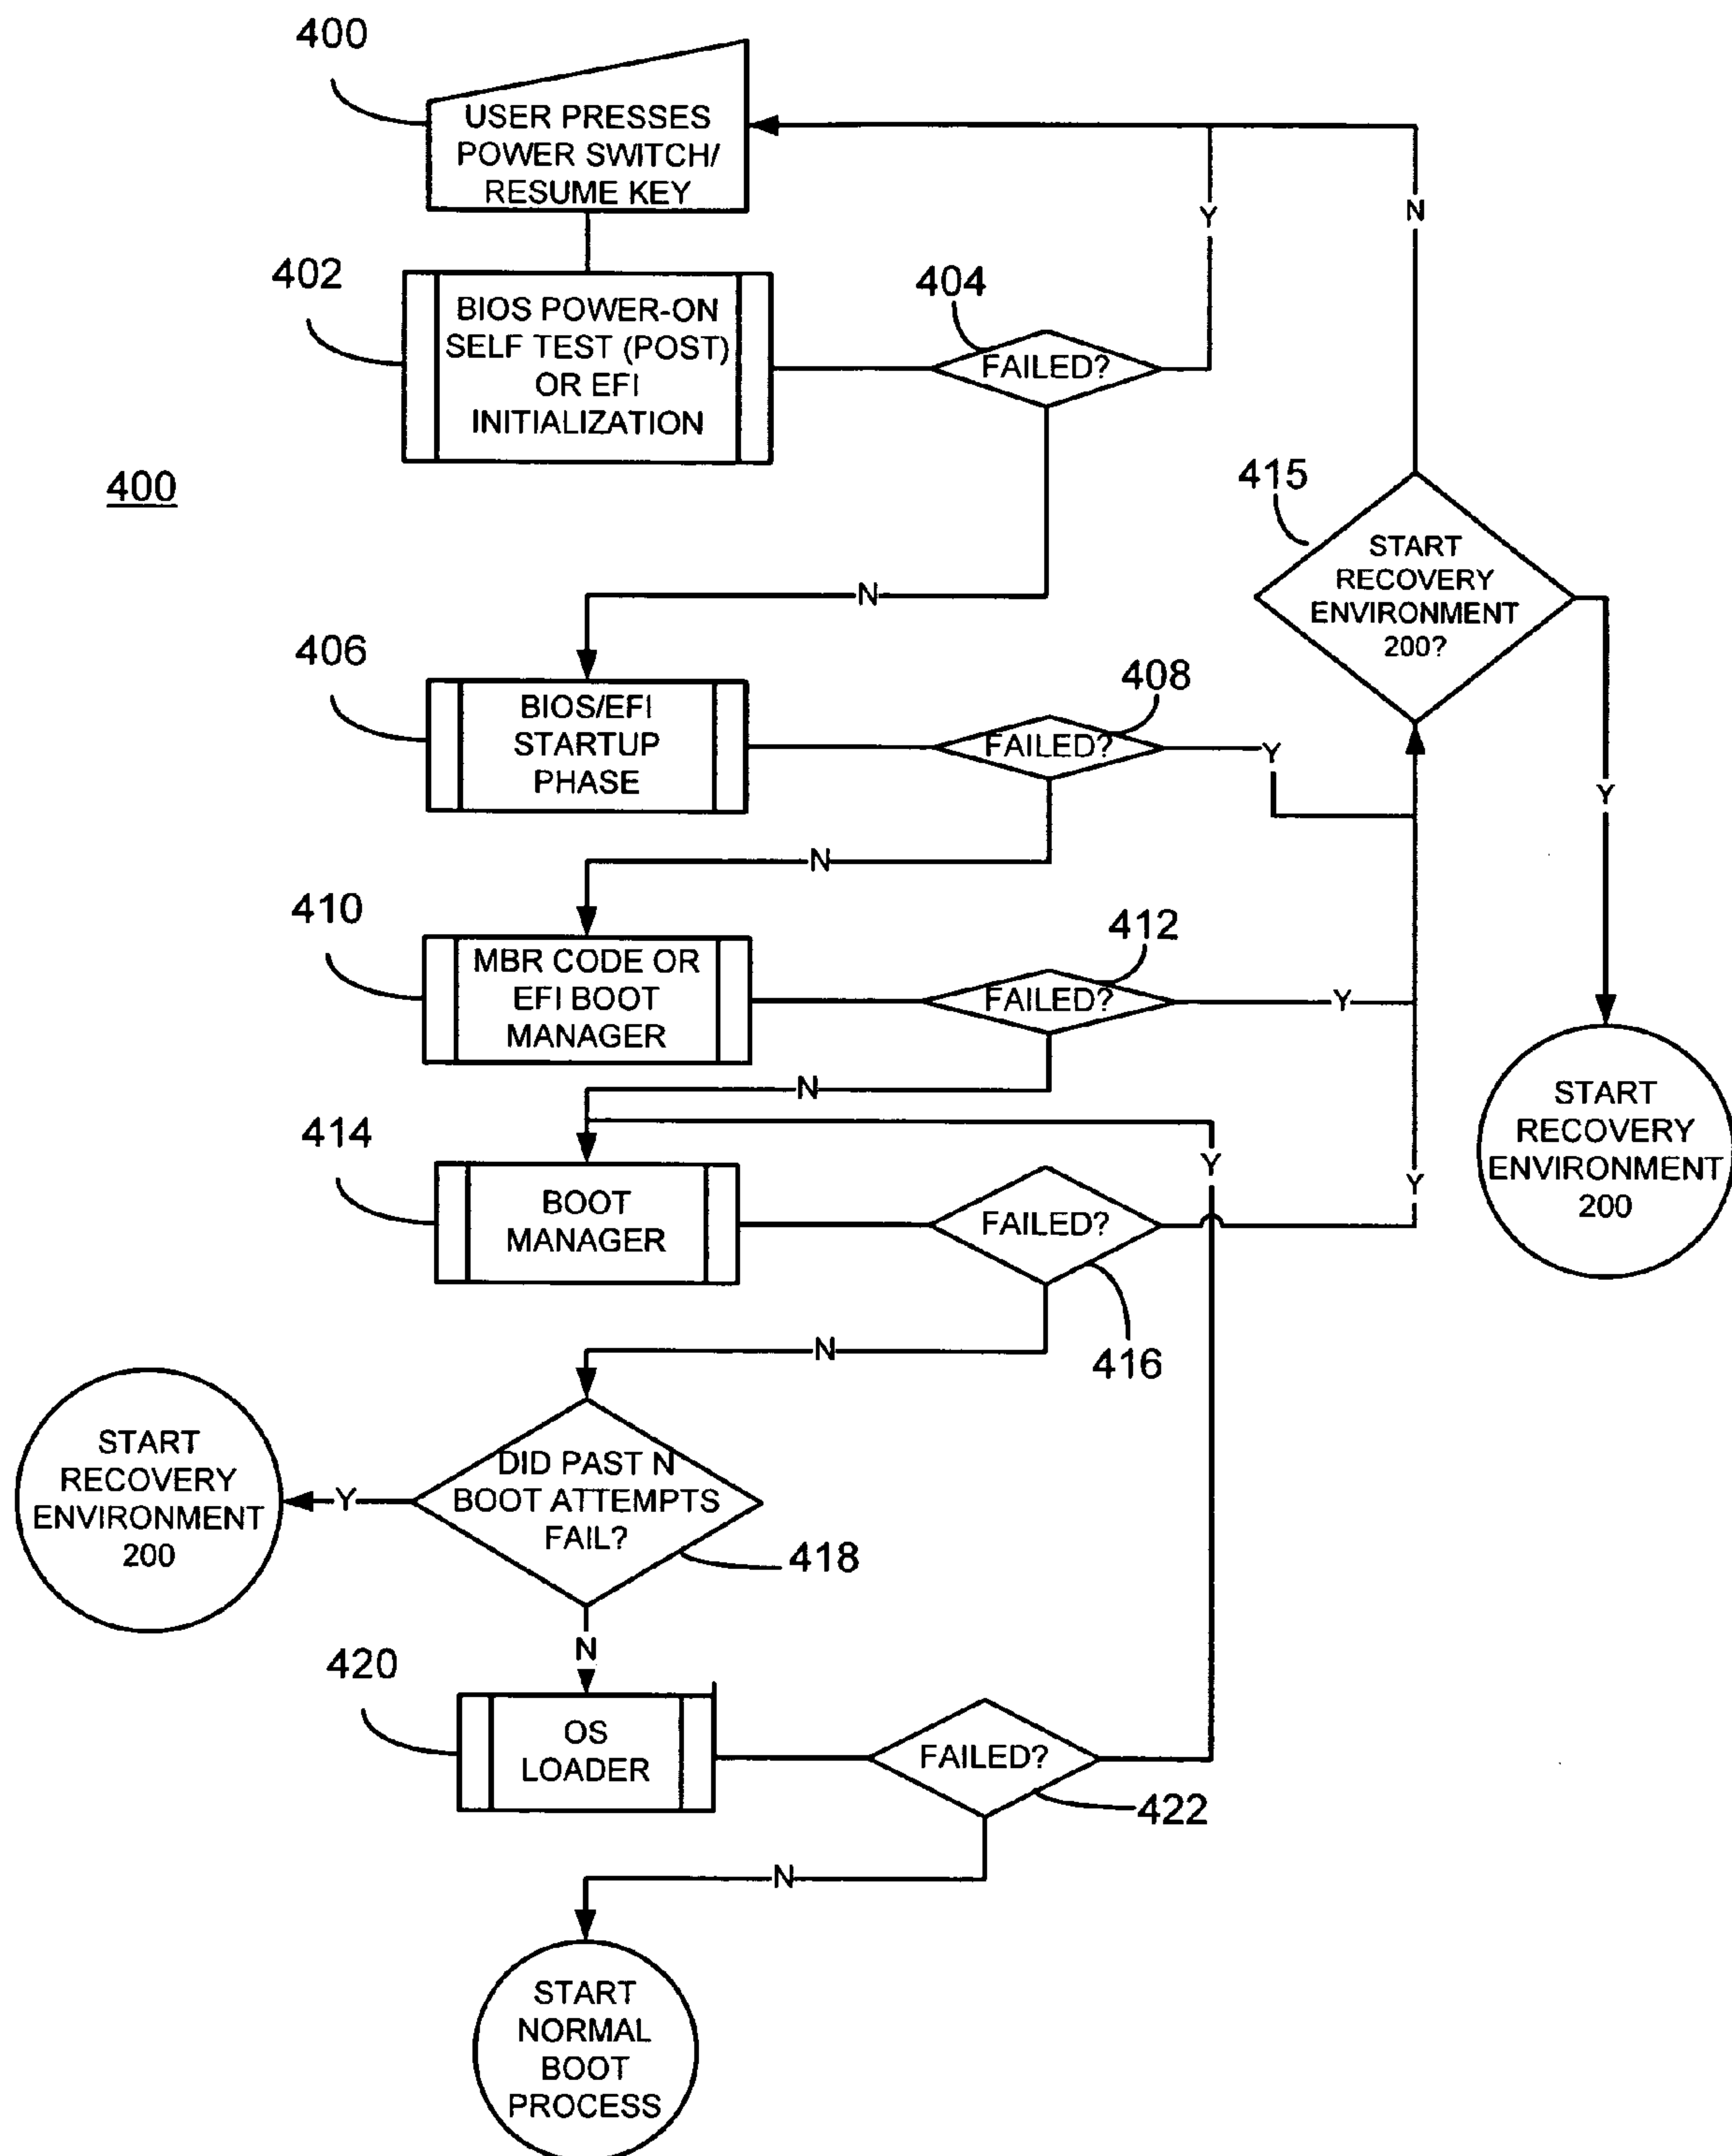 400
USER PRESSES
POWER SWITCH/
RESUME KEY
402
BIOS POWER-ON
SELF TEST (POST)
OR EFI
INITIALIZATION
404
FAILED?
Y
N
400
415
START
RECOVERY
ENVIRONMENT
200?
N
406
BIOS/EFI
STARTUP
PHASE
408
FAILED?
Y
Y
N
410
MBR CODE OR
EFI BOOT
MANAGER
412
FAILED?
Y
N
START
RECOVERY
ENVIRONMENT
200
414
BOOT
MANAGER
FAILED?
Y
Y
416
N
START
RECOVERY
ENVIRONMENT
200
Y
DID PAST N
BOOT ATTEMPTS
FAIL?
418
N
420
OS
LOADER
FAILED?
422
N
START
NORMAL
BOOT
PROCESS